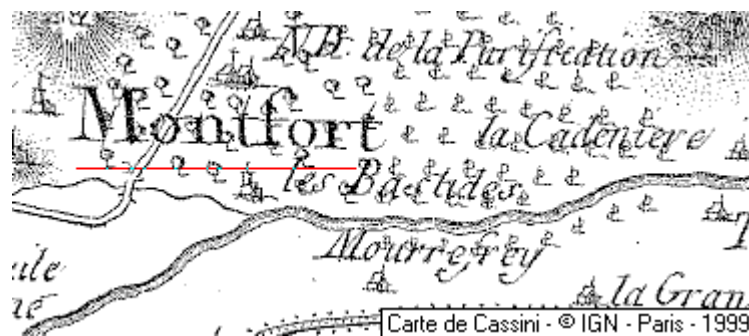 N.D. de la Purification
Montfort
la Cadeniere
les Bastides
Mourrefrey
la Gran
Carte de Cassini - © IGN - Paris - 1999